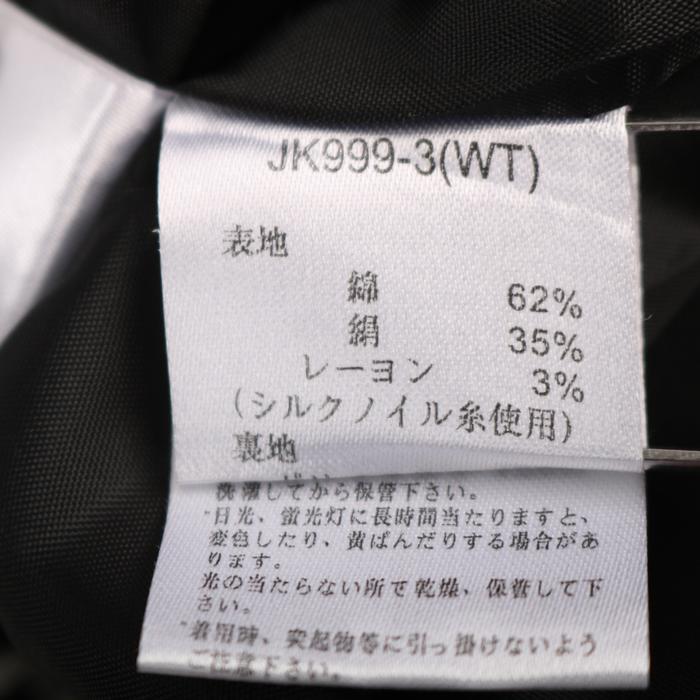 JK999-3(WT)
表地
綿 62%
絹 35%
レーヨン 3%
(シルクノイル糸使用)
裏地
洗濯してから保管下さい。
・日光、蛍光灯に長時間当たりますと、
変色したり、黄ばんだりする場合があ
ります。
光の当たらない所で乾燥、保管して下
さい。
・着用時、突起物等に引っ掛けないよう
ご注意下さい。